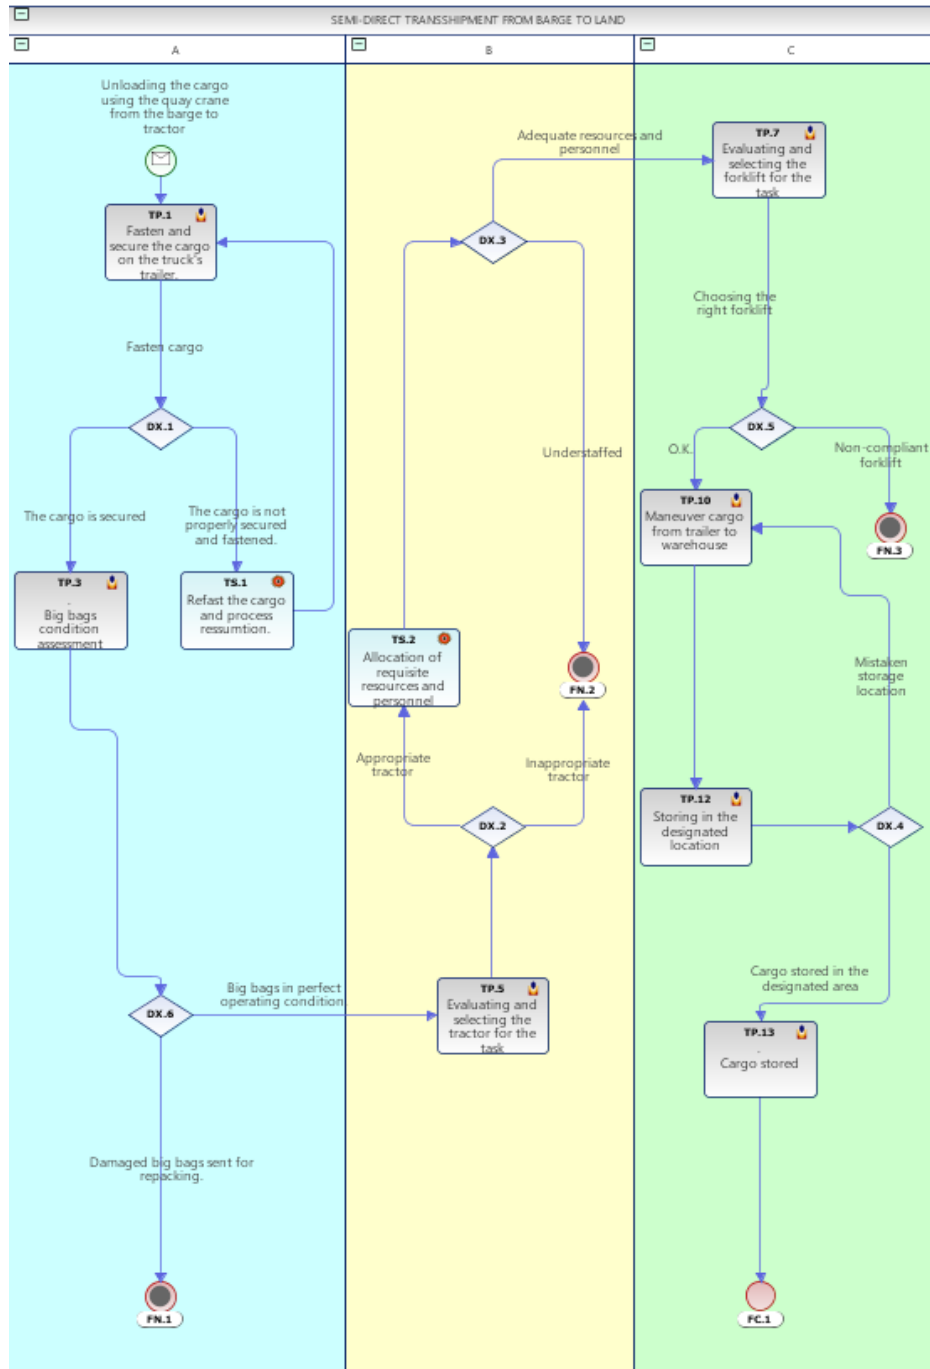 SEMI-DIRECT TRANSSHIPMENT FROM BARGE TO LAND
A
B
C
Unloading the cargo
using the quay crane
from the barge to
tractor
TP.1
Fasten and
secure the cargo
on the truck's
trailer.
Fasten cargo
DX.1
The cargo is secured
The cargo is not
properly secured
and fastened.
TP.3
.
Big bags
condition
assessment
TS.1
Refast the cargo
and process
ressumtion.
DX.6
Big bags in perfect
operating condition
Damaged big bags sent for
repacking.
FN.1
Adequate resources and
personnel
DX.3
Understaffed
TS.2
Allocation of
requisite
resources and
personnel
FN.2
Appropriate
tractor
Inappropriate
tractor
DX.2
TP.5
Evaluating and
selecting the
tractor for the
task
TP.7
Evaluating and
selecting the
forklift for the
task
Choosing the
right forklift
DX.5
O.K.
Non-compliant
forklift
TP.10
Maneuver cargo
from trailer to
warehouse
FN.3
Mistaken
storage
location
TP.12
Storing in the
designated
location
DX.4
Cargo stored in the
designated area
TP.13
.
Cargo stored
FC.1